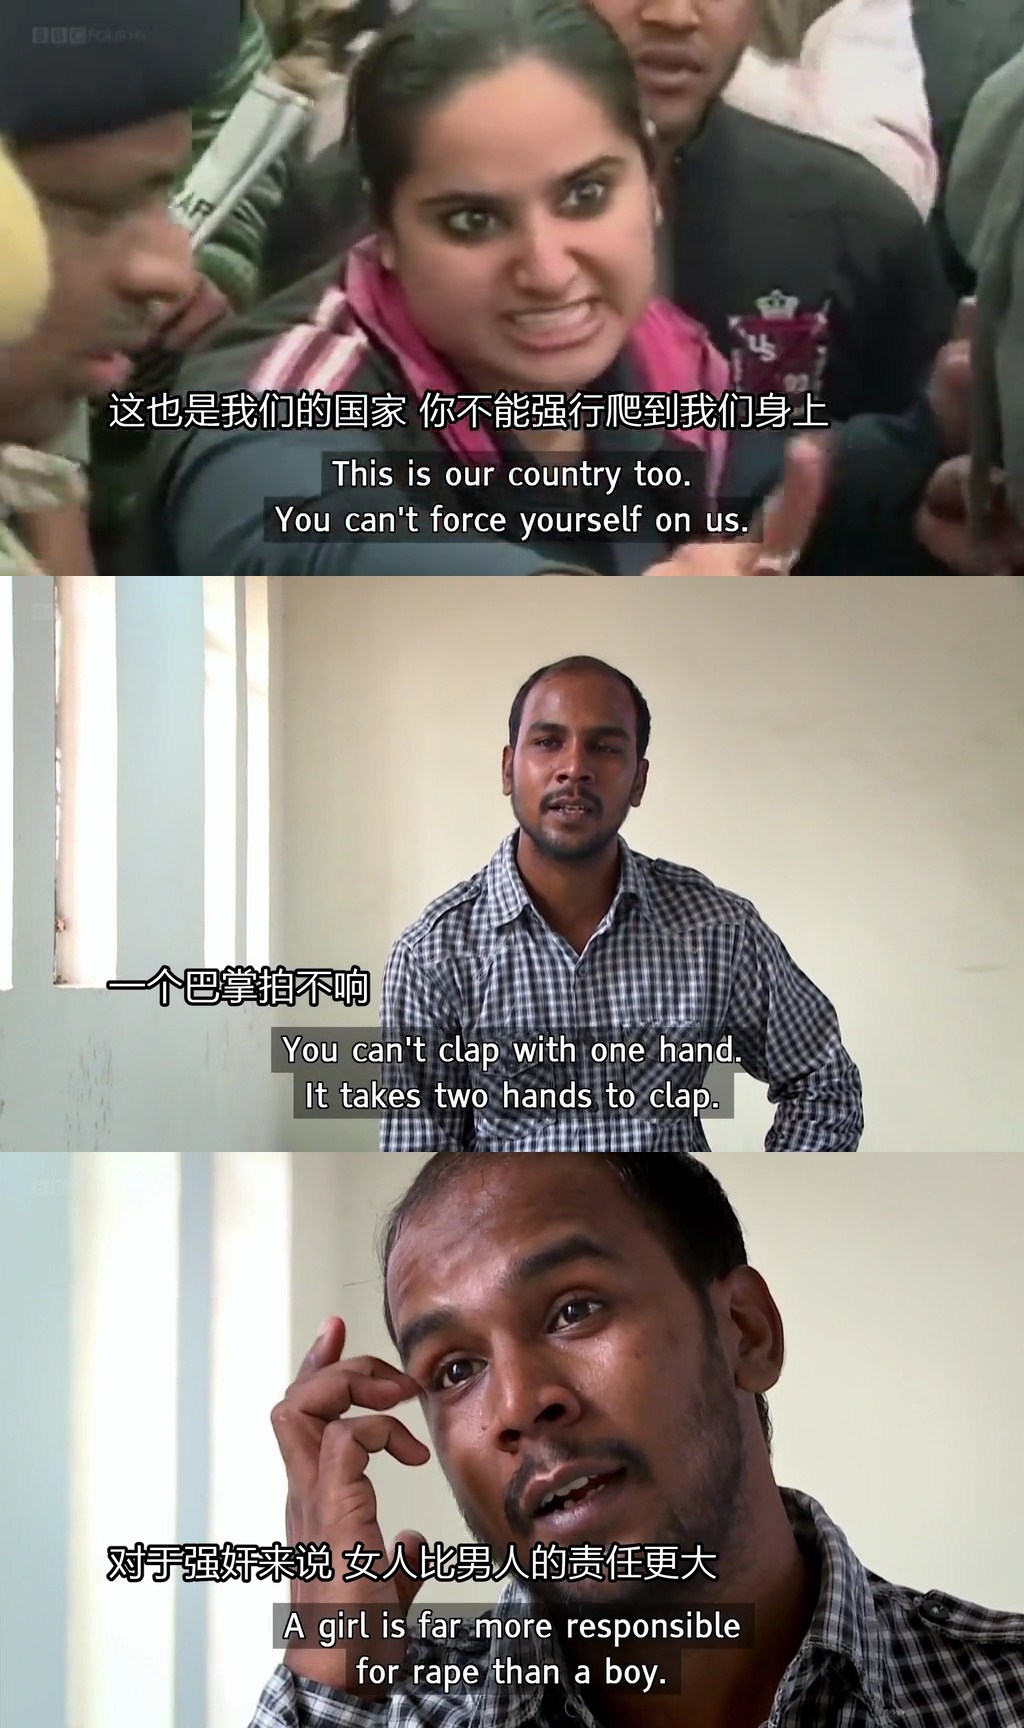 BBC FOUR HD
这也是我们的国家 你不能强行爬到我们身上
This is our country too.
You can't force yourself on us.
一个巴掌拍不响
You can't clap with one hand.
It takes two hands to clap.
对于强奸来说 女人比男人的责任更大
A girl is far more responsible
for rape than a boy.